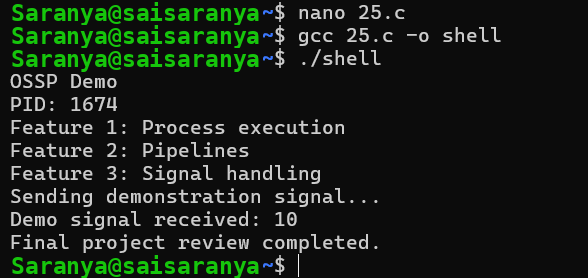 Saranya@saisaranya~$ nano 25.c
Saranya@saisaranya~$ gcc 25.c -o shell
Saranya@saisaranya~$ ./shell
OSSP Demo
PID: 1674
Feature 1: Process execution
Feature 2: Pipelines
Feature 3: Signal handling
Sending demonstration signal...
Demo signal received: 10
Final project review completed.
Saranya@saisaranya~$